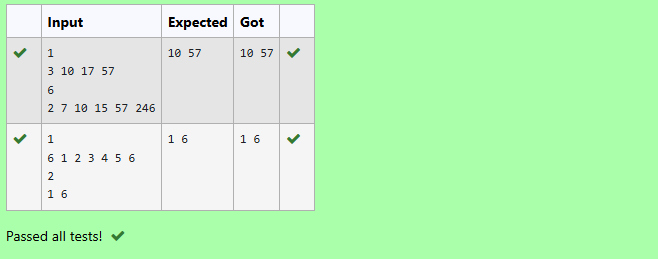 Input Expected Got
1 10 57 10 57
3 10 17 57
6
2 7 10 15 57 246
1 1 6 1 6
6 1 2 3 4 5 6
2
1 6
Passed all tests!